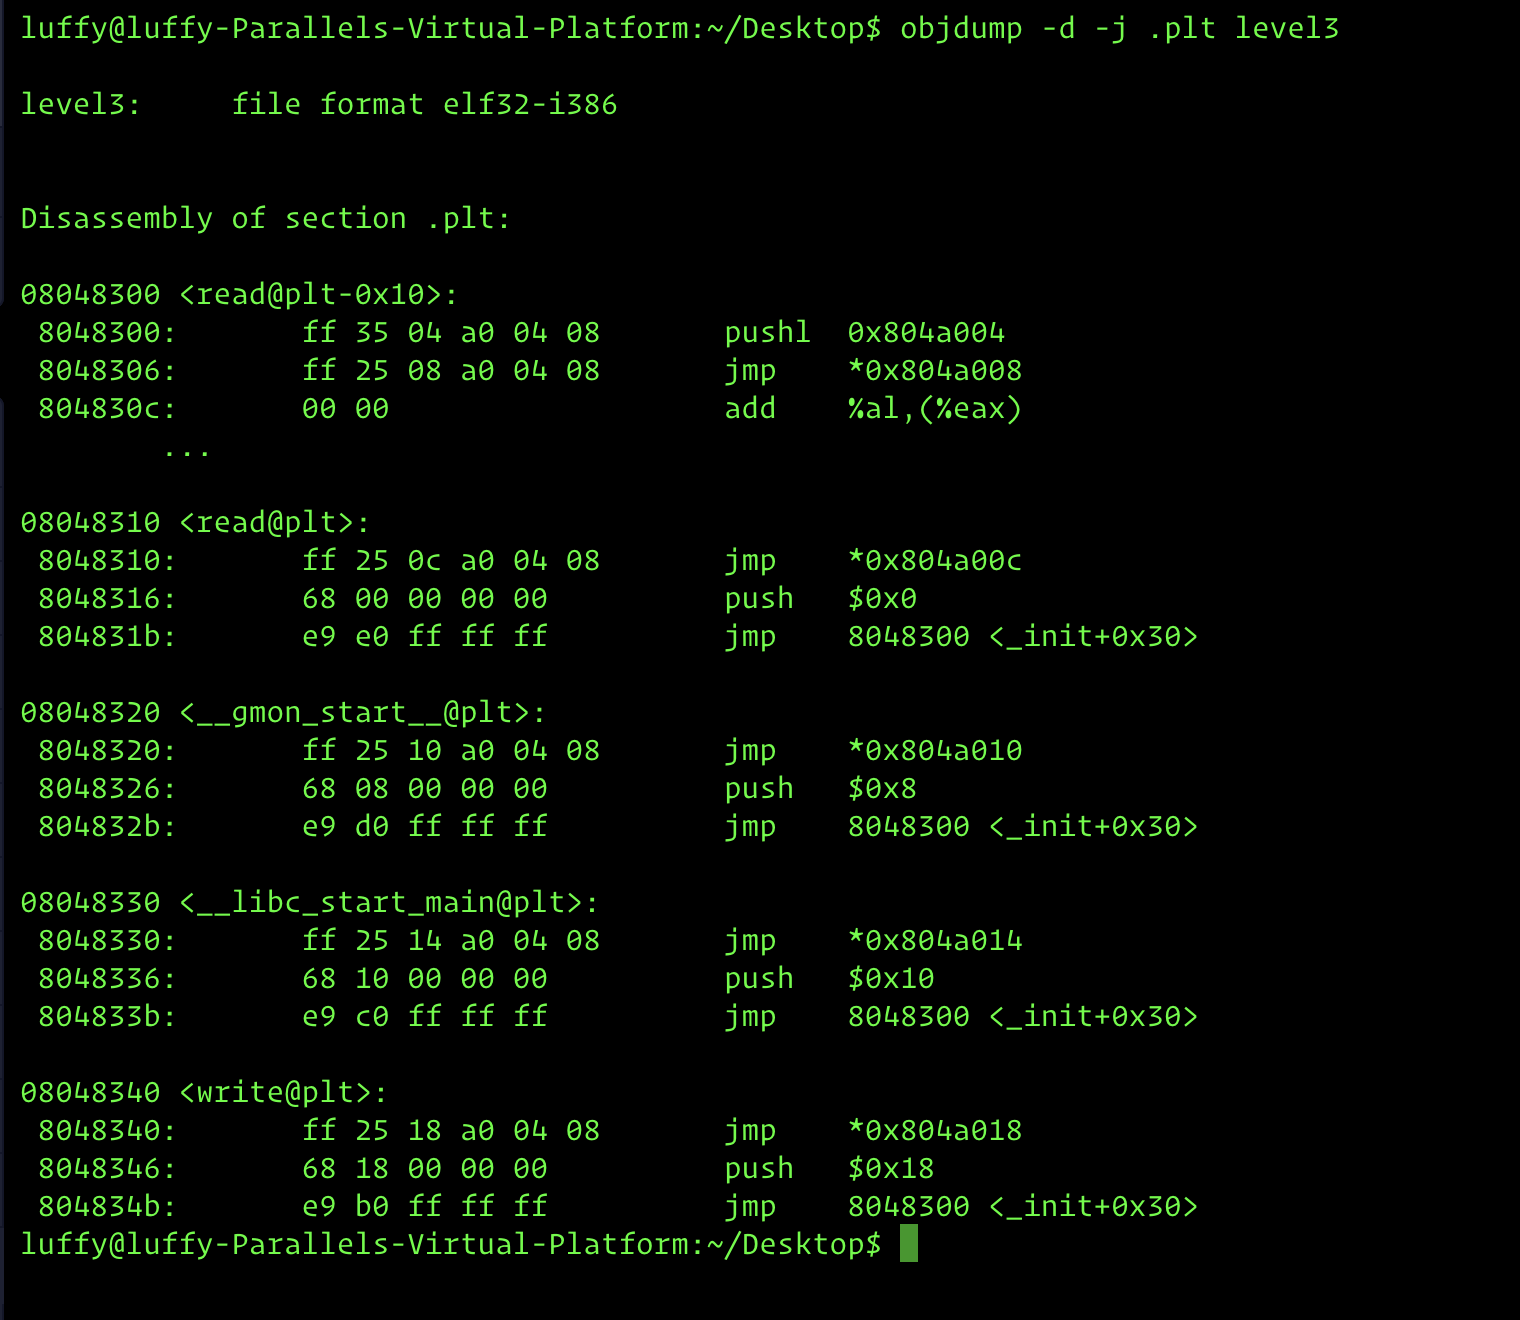 luffy@luffy-Parallels-Virtual-Platform:~/Desktop$ objdump -d -j .plt level3
level3:     file format elf32-i386
Disassembly of section .plt:
08048300 <read@plt-0x10>:
 8048300:       ff 35 04 a0 04 08       pushl  0x804a004
 8048306:       ff 25 08 a0 04 08       jmp    *0x804a008
 804830c:       00 00                   add    %al,(%eax)
        ...
08048310 <read@plt>:
 8048310:       ff 25 0c a0 04 08       jmp    *0x804a00c
 8048316:       68 00 00 00 00          push   $0x0
 804831b:       e9 e0 ff ff ff          jmp    8048300 <_init+0x30>
08048320 <__gmon_start__@plt>:
 8048320:       ff 25 10 a0 04 08       jmp    *0x804a010
 8048326:       68 08 00 00 00          push   $0x8
 804832b:       e9 d0 ff ff ff          jmp    8048300 <_init+0x30>
08048330 <__libc_start_main@plt>:
 8048330:       ff 25 14 a0 04 08       jmp    *0x804a014
 8048336:       68 10 00 00 00          push   $0x10
 804833b:       e9 c0 ff ff ff          jmp    8048300 <_init+0x30>
08048340 <write@plt>:
 8048340:       ff 25 18 a0 04 08       jmp    *0x804a018
 8048346:       68 18 00 00 00          push   $0x18
 804834b:       e9 b0 ff ff ff          jmp    8048300 <_init+0x30>
luffy@luffy-Parallels-Virtual-Platform:~/Desktop$